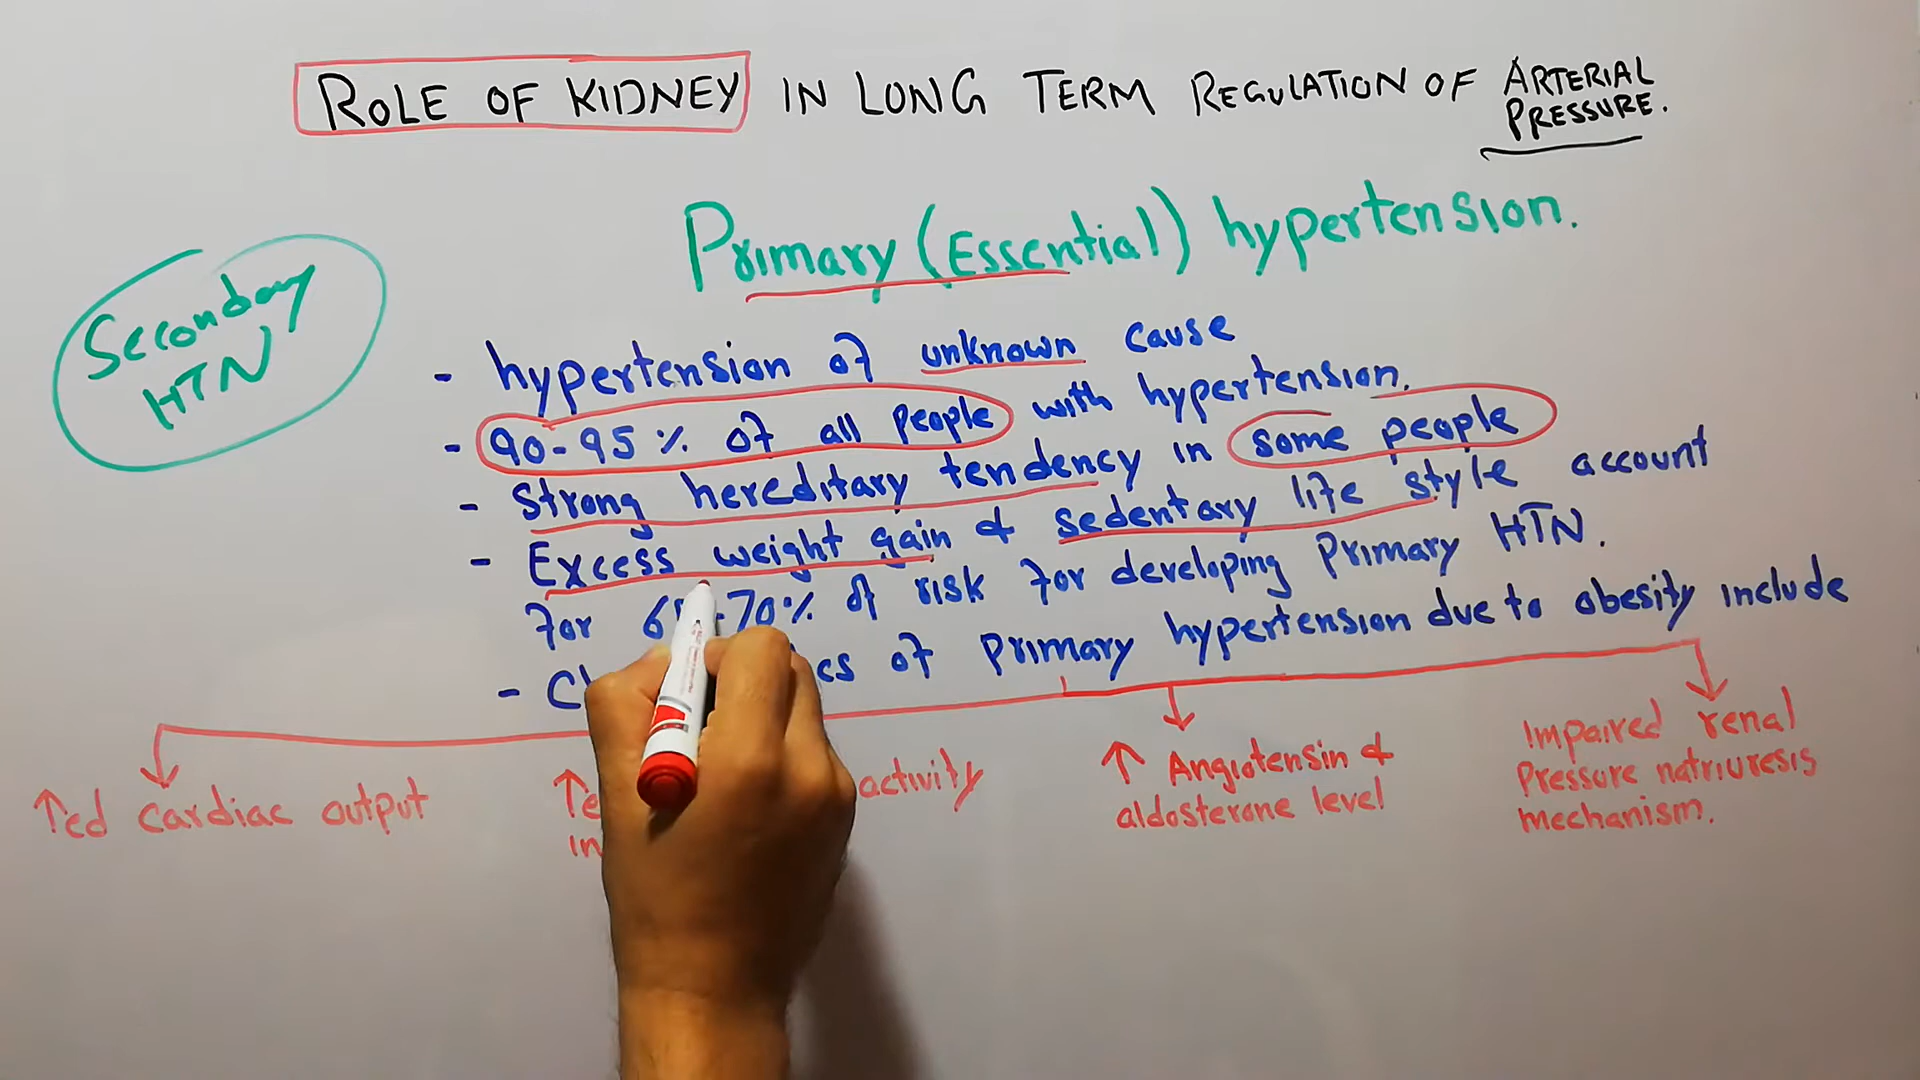 ROLE OF KIDNEY IN LONG TERM REGULATION OF ARTERIAL PRESSURE.
Primary (Essential) hypertension.
Secondary
HTN
- hypertension of unknown cause
- 90-95% of all people with hypertension.
- strong hereditary tendency in some people
- Excess weight gain & sedentary life style account
for 70% of risk for developing primary HTN.
- of primary hypertension due to obesity include
↑ed cardiac output
activity
↑ Angiotensin &
aldosterone level
Impaired renal
pressure natriuresis
mechanism.